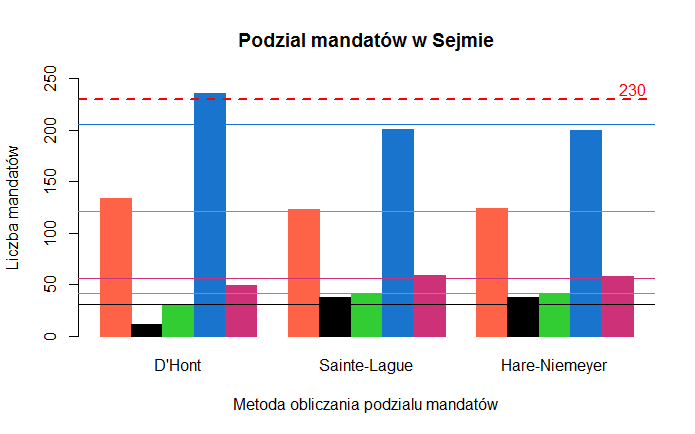 Podzial mandatów w Sejmie
Liczba mandatów
250
200
150
100
50
0
230
D'Hont
Sainte-Lague
Hare-Niemeyer
Metoda obliczania podzialu mandatów